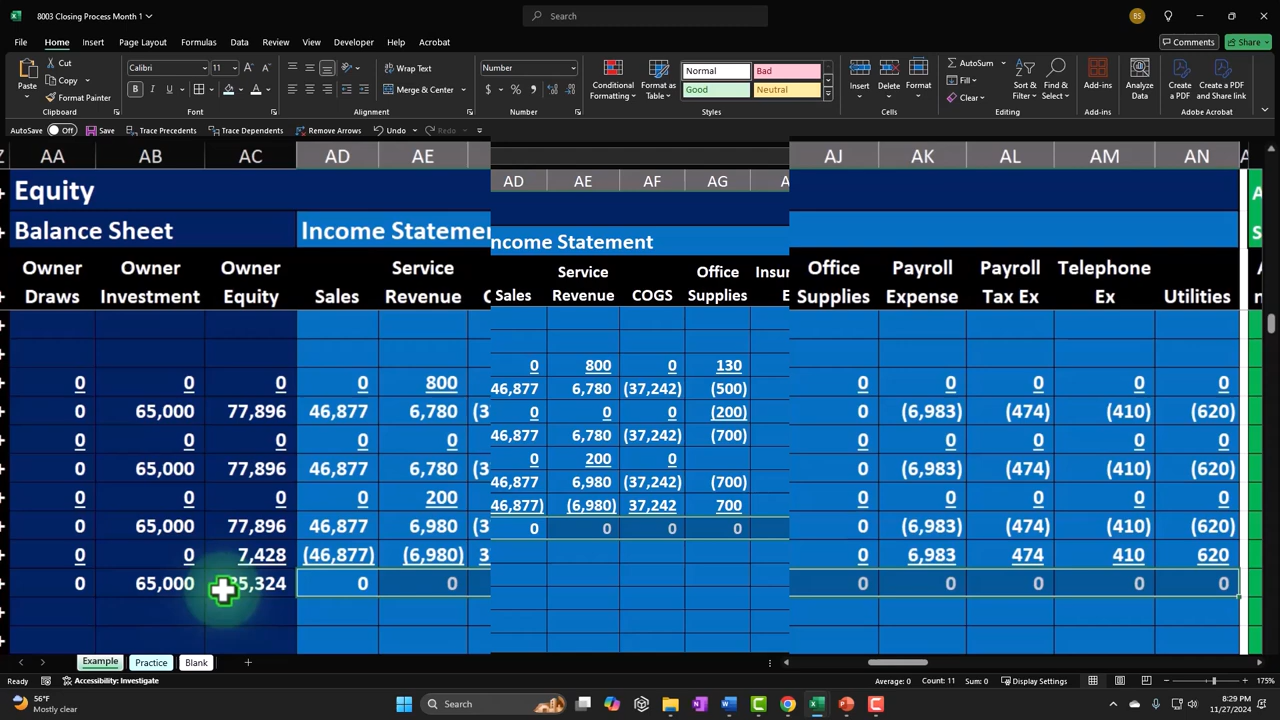 8003 Closing Process Month 1
Search
BS
File Home Insert Page Layout Formulas Data Review View Developer Help Acrobat
Comments Share
Paste Cut Copy Format Painter
Calibri 11
Wrap Text
Merge & Center
Number
Conditional Formatting Format as Table
Normal Bad
Good Neutral
Insert Delete Format
AutoSum Fill Clear
Sort & Filter Find & Select
Add-ins Analyze Data
Create a PDF Create a PDF and Share link
Clipboard Font Alignment Number Styles Cells Editing Add-ins Adobe Acrobat
AutoSave Off Save Trace Precedents Trace Dependents Remove Arrows Undo Redo
AA AB AC AD AE AD AE AF AG A AJ AK AL AM AN
Equity
Balance Sheet Income Statemen ncome Statement
Owner Draws Owner Investment Owner Equity Sales Service Revenue
Sales Service Revenue COGS Office Supplies Insur
Office Supplies Payroll Expense Payroll Tax Ex Telephone Ex Utilities
0 0 0 0 800 0 800 0 130 0 0 0 0 0
0 65,000 77,896 46,877 6,780 46,877 6,780 (37,242) (500) 0 (6,983) (474) (410) (620)
0 0 0 0 0 0 0 0 (200) 0 0 0 0 0
0 65,000 77,896 46,877 6,780 46,877 6,780 (37,242) (700) 0 (6,983) (474) (410) (620)
0 0 0 0 200 0 200 0 0 0 0 0 0
0 65,000 77,896 46,877 6,980 46,877 6,980 (37,242) (700) 0 (6,983) (474) (410) (620)
0 0 7,428 (46,877) (6,980) 46,877) (6,980) 37,242 700 0 6,983 474 410 620
0 65,000 5,324 0 0 0 0 0 0 0 0 0 0 0
Example Practice Blank
Ready Accessibility: Investigate Average: 0 Count: 11 Sum: 0 Display Settings 175%
56°F
Mostly clear
Search
8:29 PM
11/27/2024